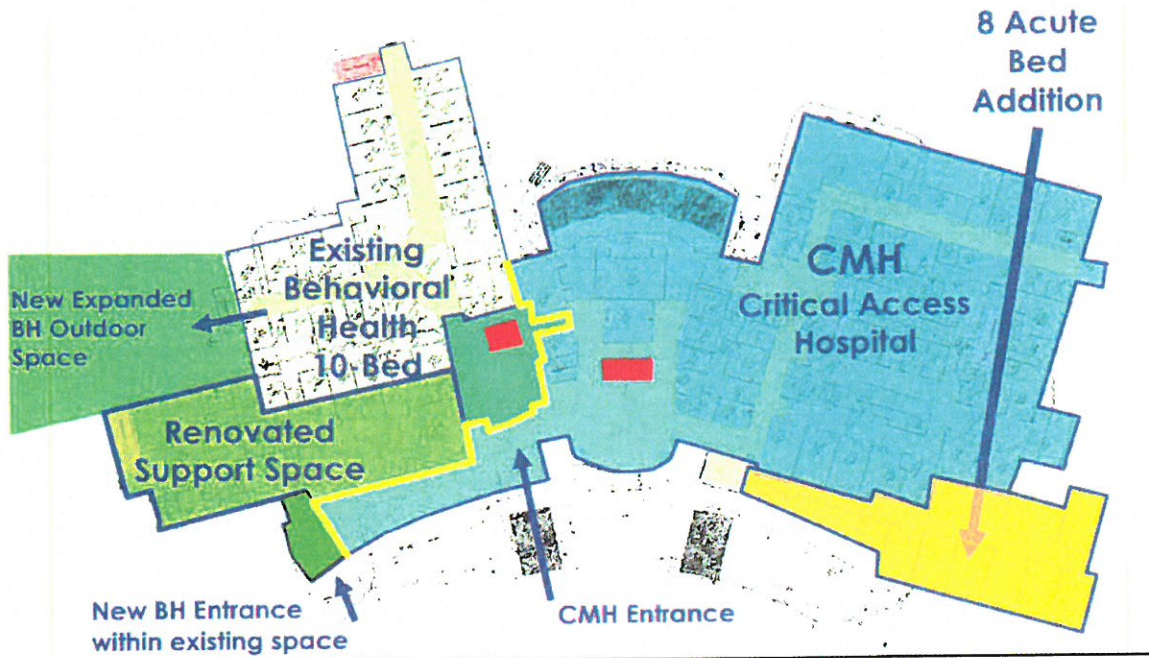 8 Acute
Bed
Addition
Existing
Behavioral
Health
10-Bed
CMH
Critical Access
Hospital
New Expanded
BH Outdoor
Space
Renovated
Support Space
New BH Entrance
within existing space
CMH Entrance